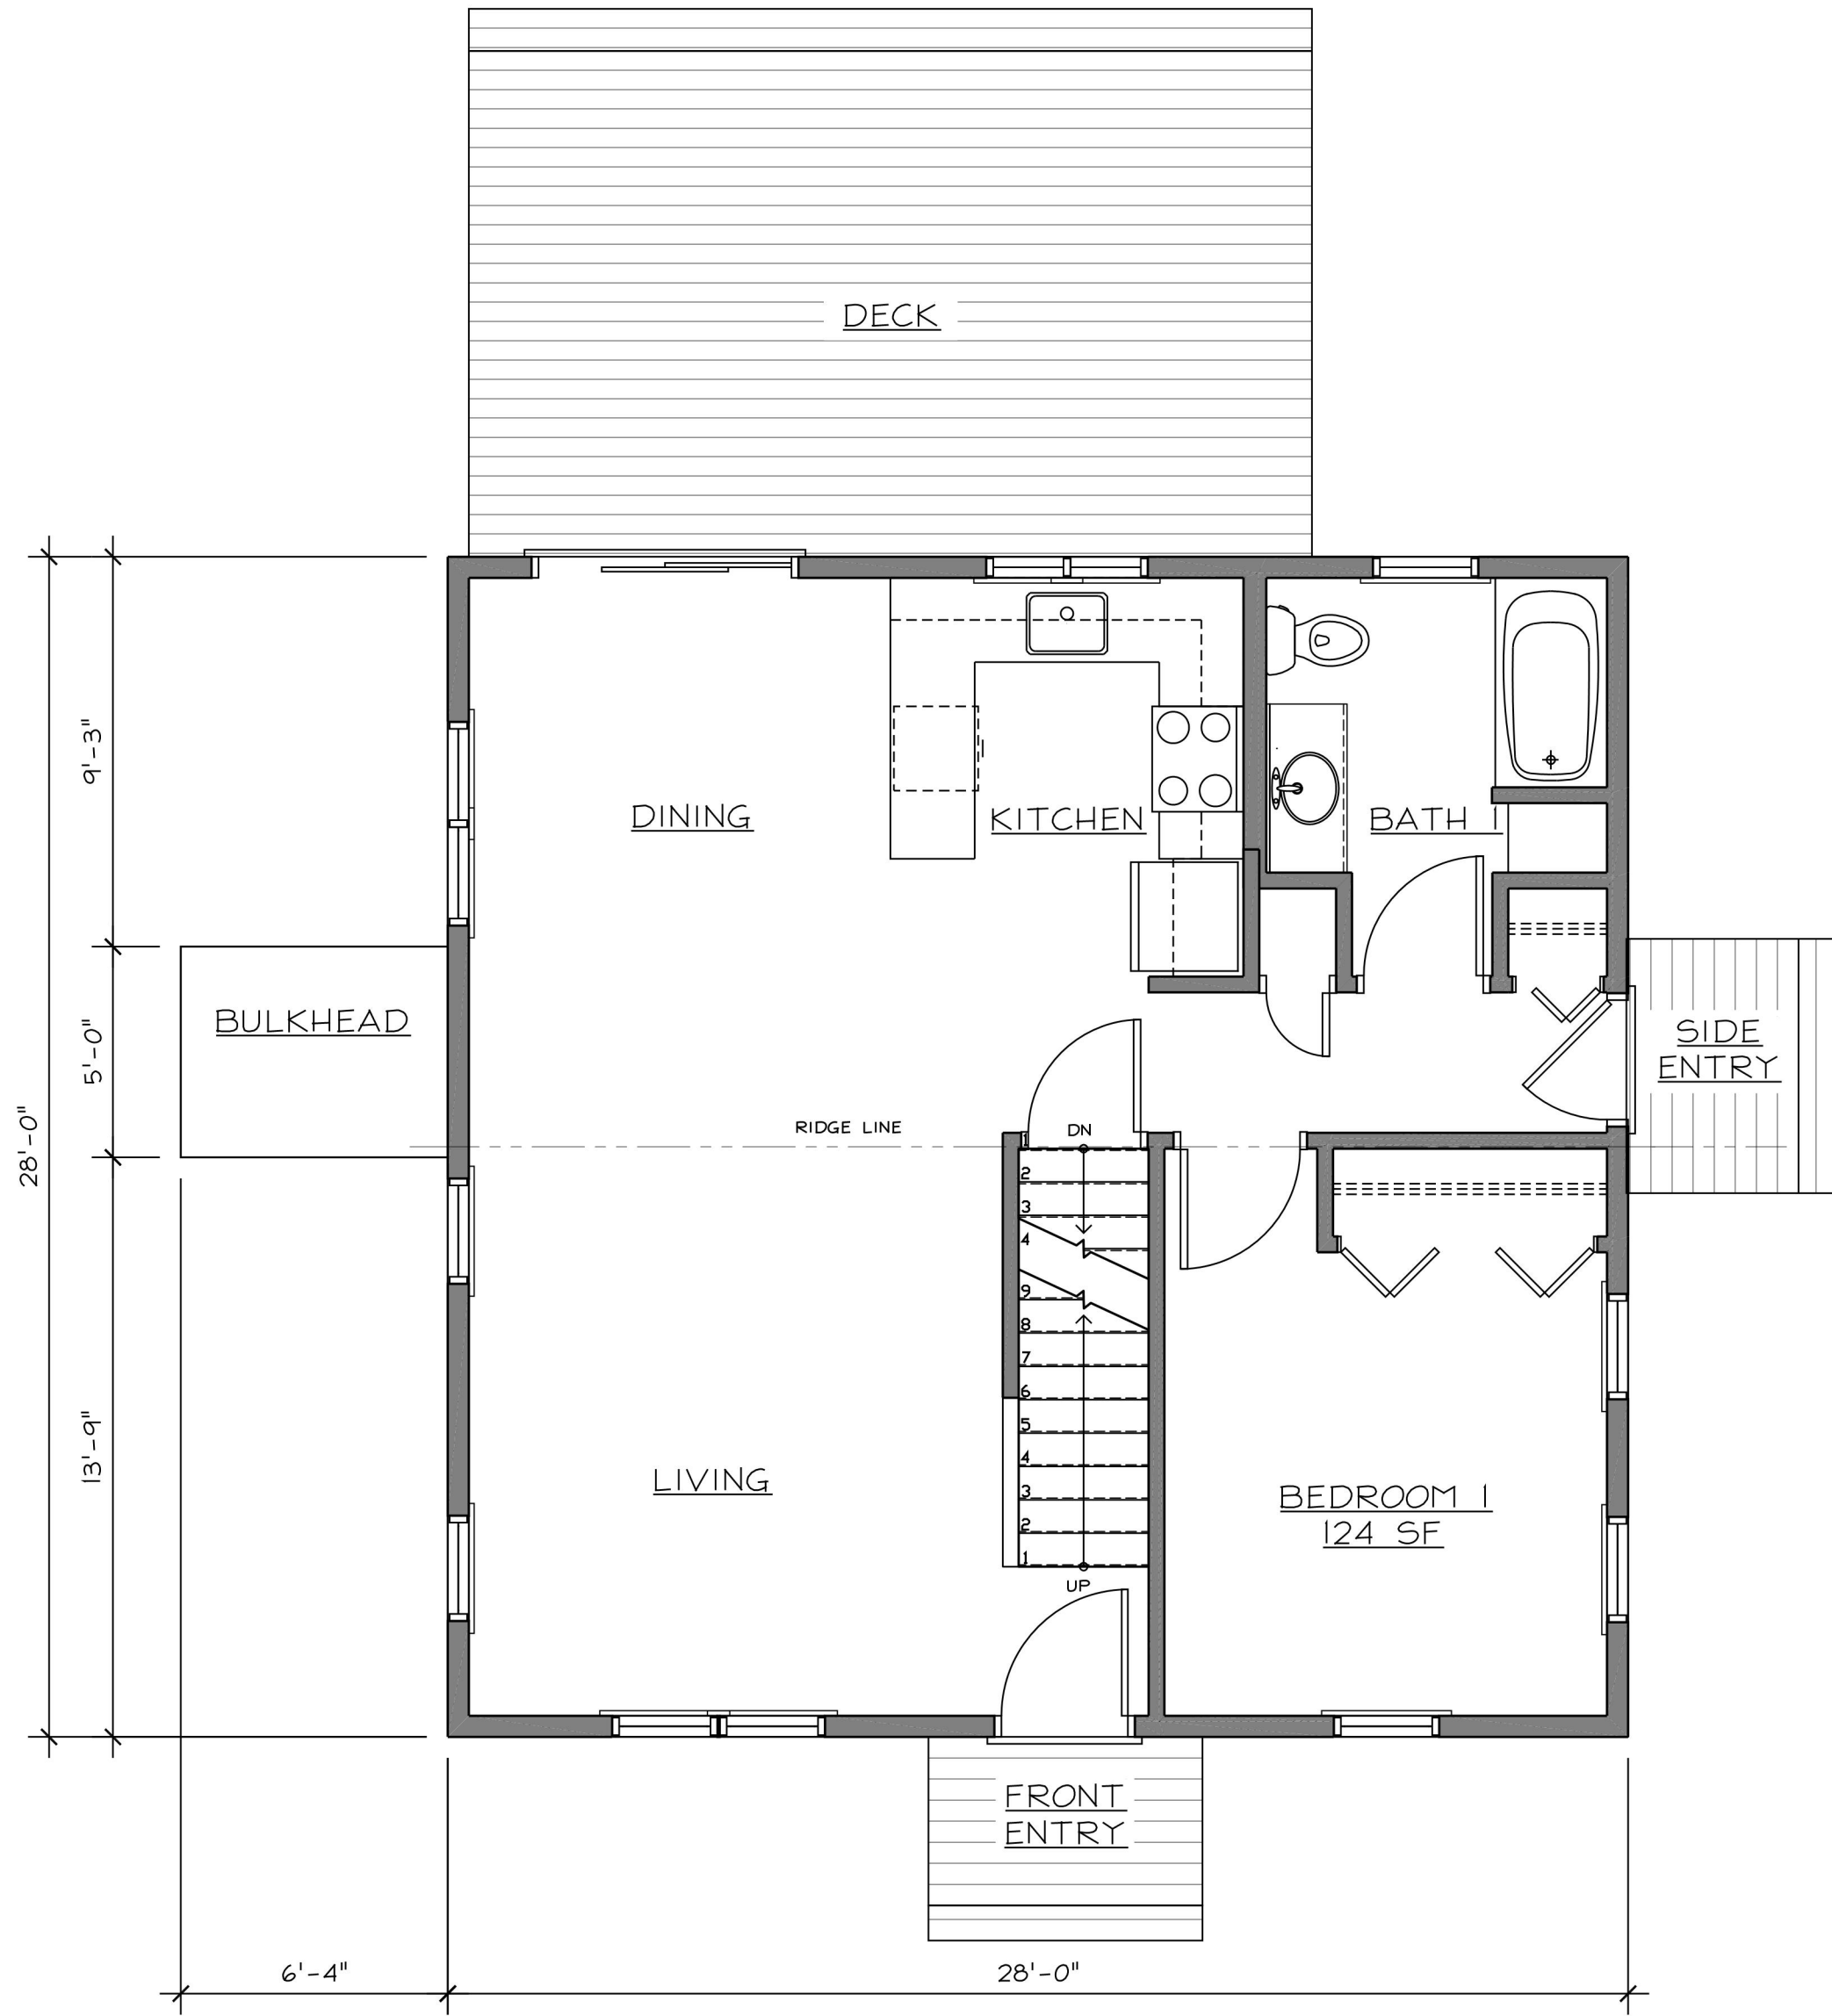 DECK
9'-3"
DINING
KITCHEN
BATH 1
BULKHEAD
5'-0"
SIDE
ENTRY
28'-0"
RIDGE LINE
DN
1
2
3
4
9
8
7
6
5
4
3
2
1
UP
13'-9"
LIVING
BEDROOM 1
124 SF
FRONT
ENTRY
6'-4"
28'-0"